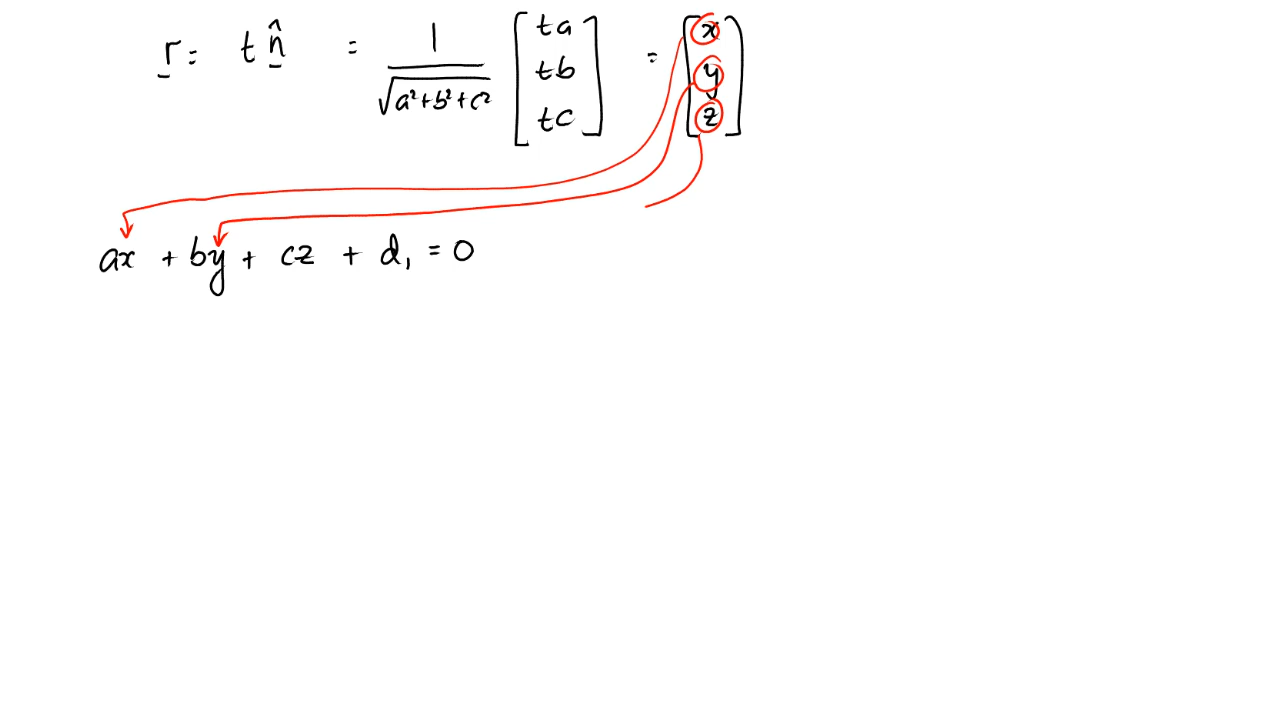 r̲ = t n̲̂ = 1/√(a²+b²+c²) [ta tb tc] = [x y z]
ax + by + cz + d₁ = 0